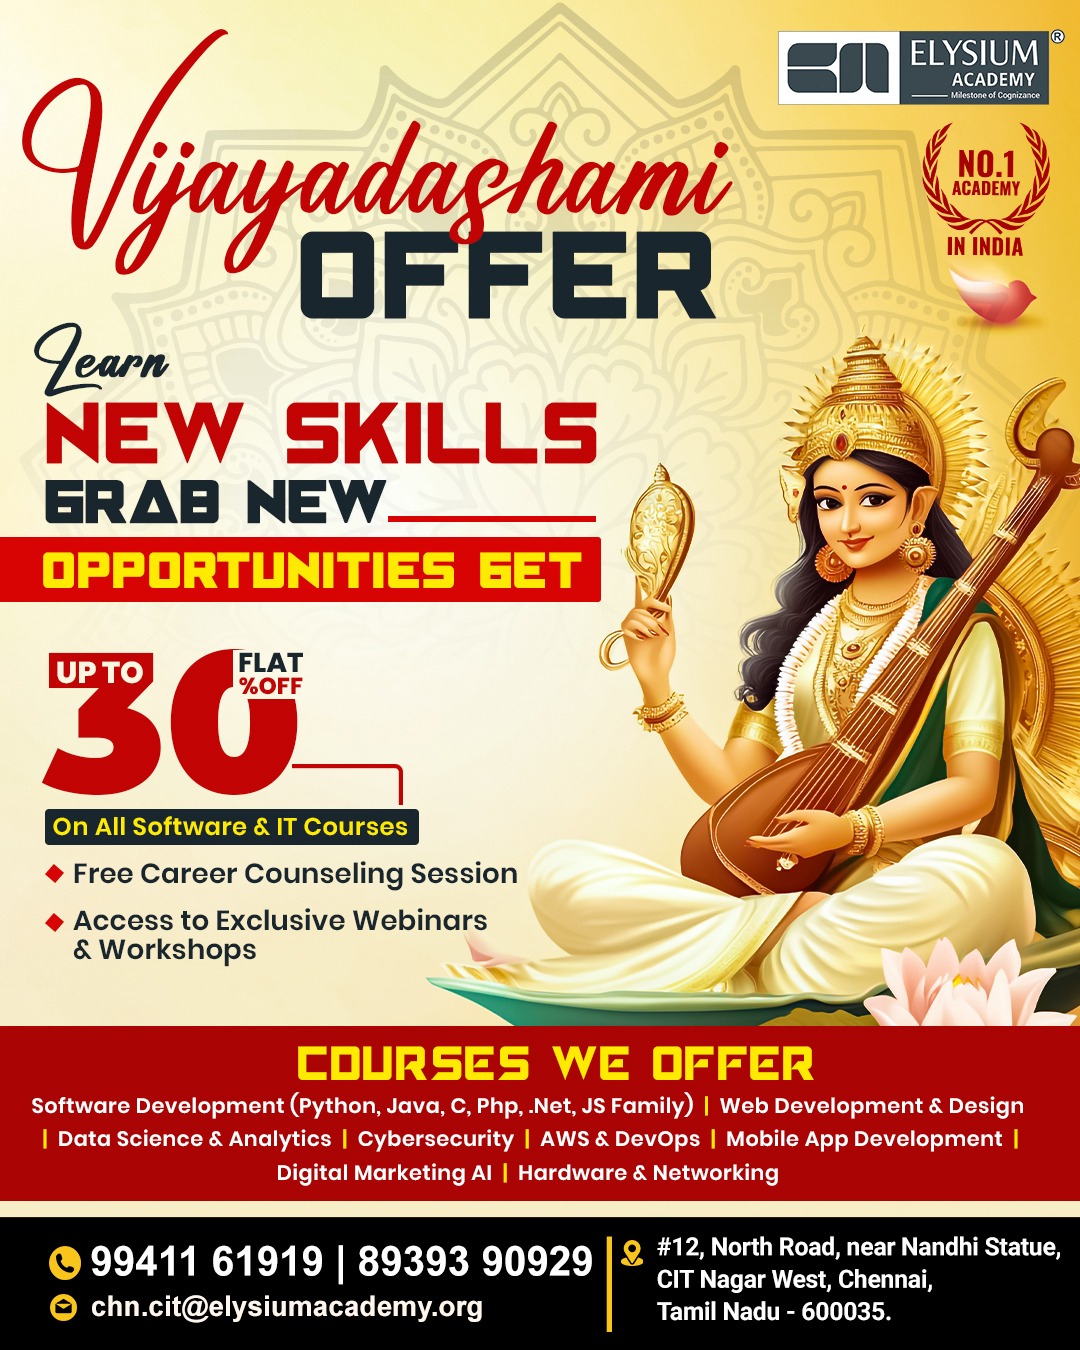 ELYSIUM
ACADEMY
Milestone of Cognizance
®
NO.1
ACADEMY
IN INDIA
Vijayadashami
OFFER
Learn
NEW SKILLS
GRAB NEW
OPPORTUNITIES GET
UP TO
30
FLAT
%OFF
On All Software & IT Courses
Free Career Counseling Session
Access to Exclusive Webinars
& Workshops
COURSES WE OFFER
Software Development (Python, Java, C, Php, .Net, JS Family) | Web Development & Design
| Data Science & Analytics | Cybersecurity | AWS & DevOps | Mobile App Development |
Digital Marketing AI | Hardware & Networking
99411 61919 | 89393 90929
chn.cit@elysiumacademy.org
#12, North Road, near Nandhi Statue,
CIT Nagar West, Chennai,
Tamil Nadu - 600035.